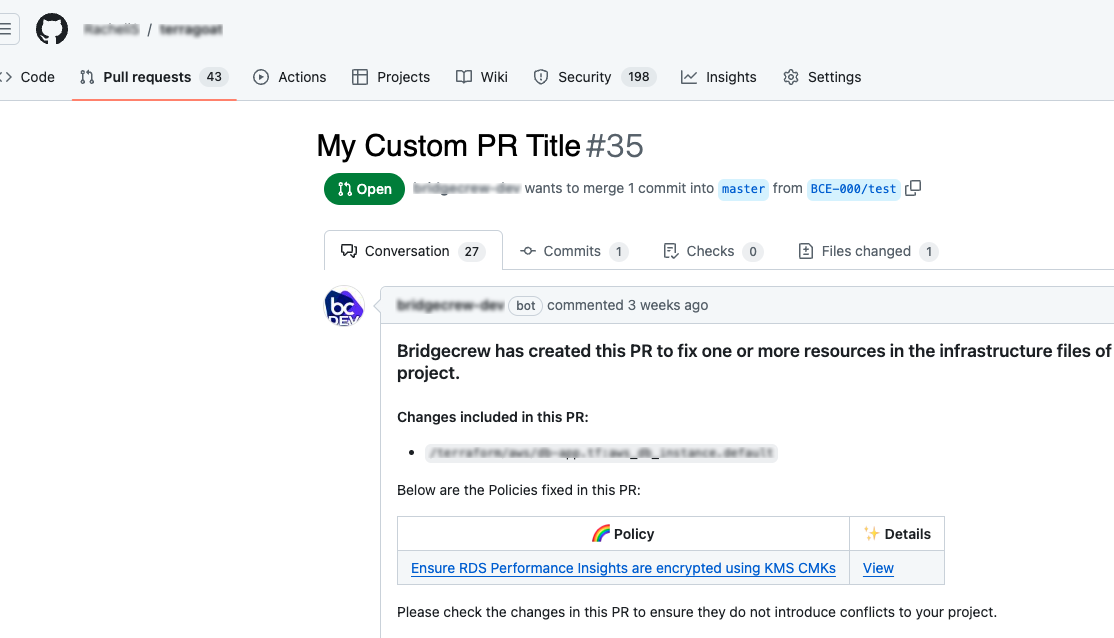 /
Code
Pull requests 43
Actions
Projects
Wiki
Security 198
Insights
Settings
My Custom PR Title #35
Open
wants to merge 1 commit into master from BCE-000/test
Conversation 27
Commits 1
Checks 0
Files changed 1
bc
DEV
bot commented 3 weeks ago
Bridgecrew has created this PR to fix one or more resources in the infrastructure files of
project.
Changes included in this PR:
Below are the Policies fixed in this PR:
🌈 Policy
✨ Details
Ensure RDS Performance Insights are encrypted using KMS CMKs
View
Please check the changes in this PR to ensure they do not introduce conflicts to your project.